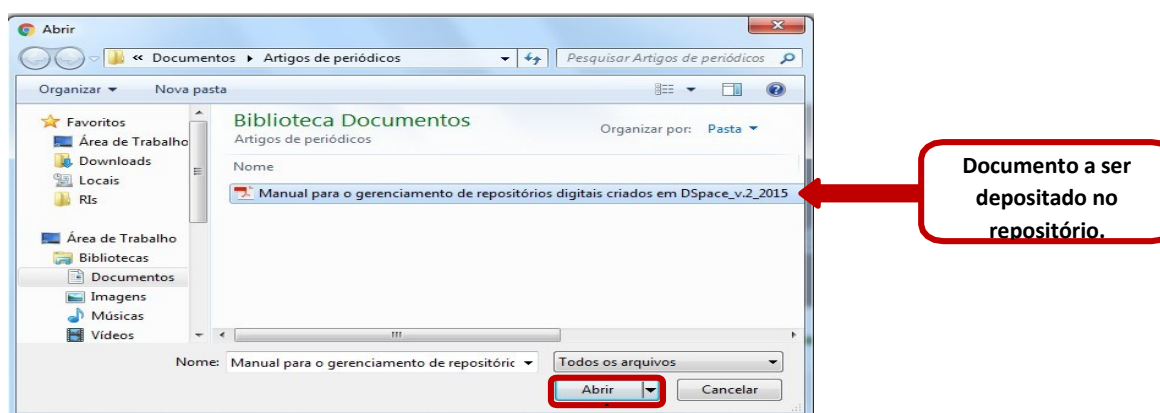 Abrir
« Documentos ▸ Artigos de periódicos
Pesquisar Artigos de periódicos
Organizar
Nova pasta
Favoritos
Área de Trabalho
Downloads
Locais
RIs
Área de Trabalho
Bibliotecas
Documentos
Imagens
Músicas
Vídeos
Biblioteca Documentos
Artigos de periódicos
Organizar por: Pasta
Nome
Manual para o gerenciamento de repositórios digitais criados em DSpace_v.2_2015
Nome: Manual para o gerenciamento de repositóric
Todos os arquivos
Abrir
Cancelar
Documento a ser
depositado no
repositório.